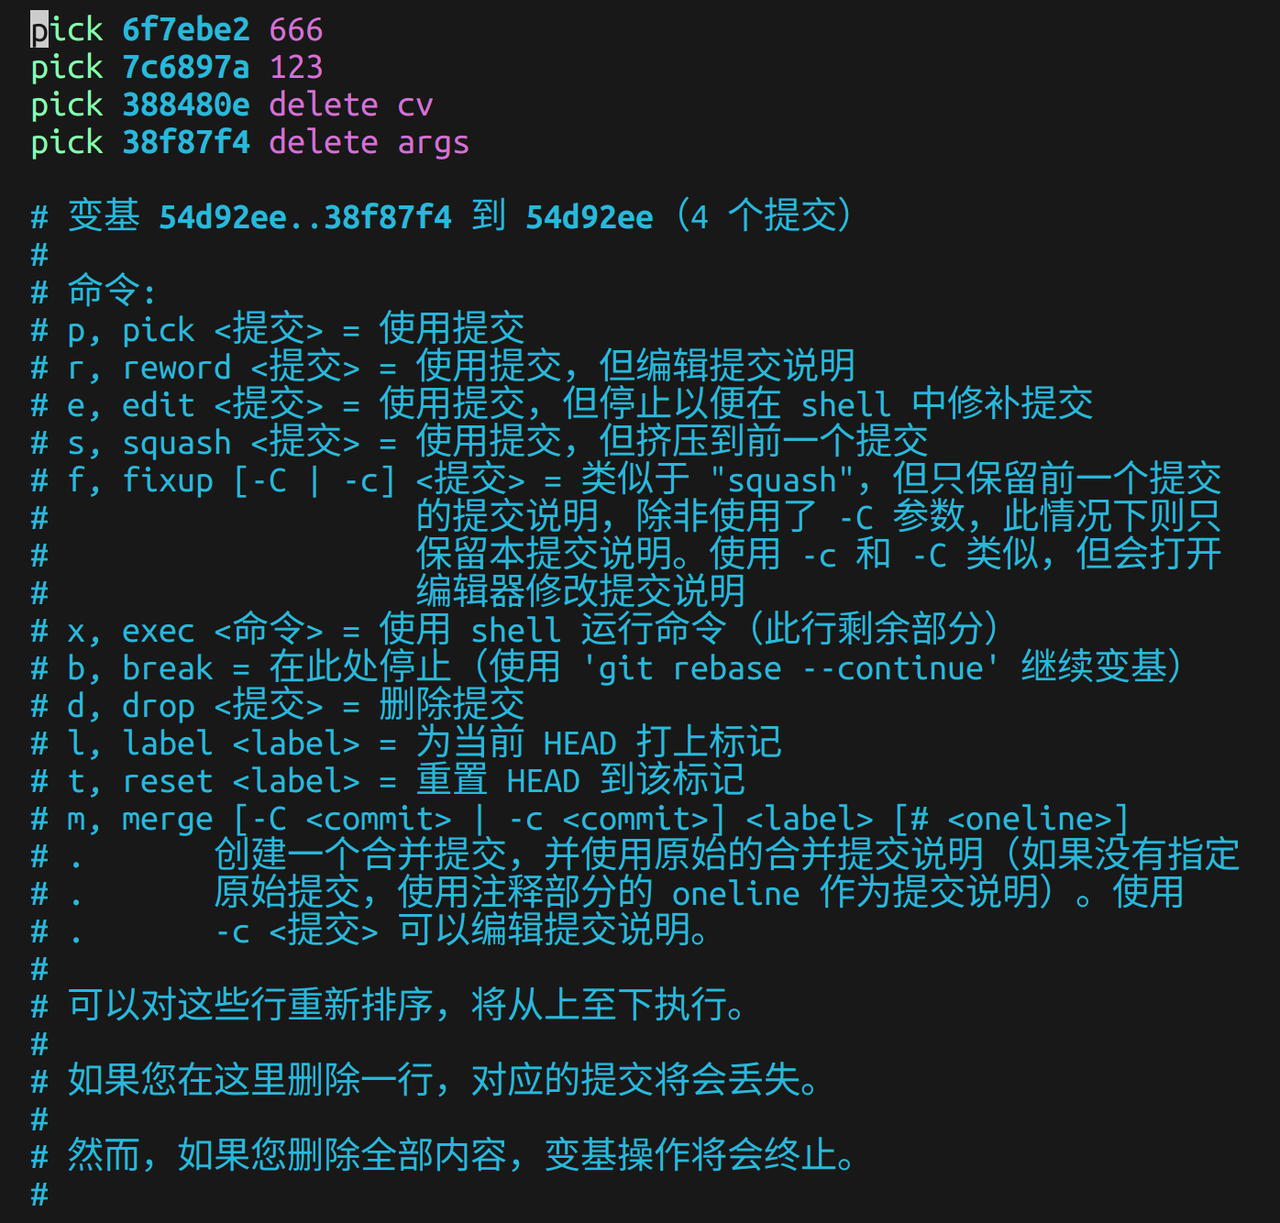 pick 6f7ebe2 666
pick 7c6897a 123
pick 388480e delete cv
pick 38f87f4 delete args
# 变基 54d92ee..38f87f4 到 54d92ee（4 个提交）
#
# 命令:
# p, pick <提交> = 使用提交
# r, reword <提交> = 使用提交，但编辑提交说明
# e, edit <提交> = 使用提交，但停止以便在 shell 中修补提交
# s, squash <提交> = 使用提交，但挤压到前一个提交
# f, fixup [-C | -c] <提交> = 类似于 "squash"，但只保留前一个提交
#                    的提交说明，除非使用了 -C 参数，此情况下则只
#                    保留本提交说明。使用 -c 和 -C 类似，但会打开
#                    编辑器修改提交说明
# x, exec <命令> = 使用 shell 运行命令（此行剩余部分）
# b, break = 在此处停止（使用 'git rebase --continue' 继续变基）
# d, drop <提交> = 删除提交
# l, label <label> = 为当前 HEAD 打上标记
# t, reset <label> = 重置 HEAD 到该标记
# m, merge [-C <commit> | -c <commit>] <label> [# <oneline>]
# .       创建一个合并提交，并使用原始的合并提交说明（如果没有指定
# .       原始提交，使用注释部分的 oneline 作为提交说明）。使用
# .       -c <提交> 可以编辑提交说明。
#
# 可以对这些行重新排序，将从上至下执行。
#
# 如果您在这里删除一行，对应的提交将会丢失。
#
# 然而，如果您删除全部内容，变基操作将会终止。
#